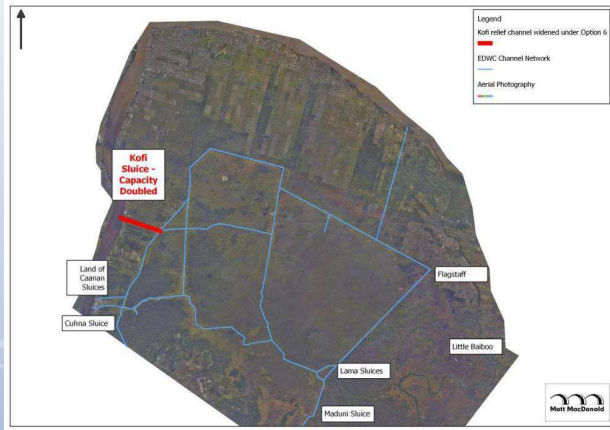 Legend
Kofi relief channel widened under Option 6
EDWC Channel Network
Aerial Photography
Kofi
Sluice -
Capacity
Doubled
Land of
Caanan
Sluices
Cuhna Sluice
Flagstaff
Little Baiboo
Lama Sluices
Maduni Sluice
Mott MacDonald